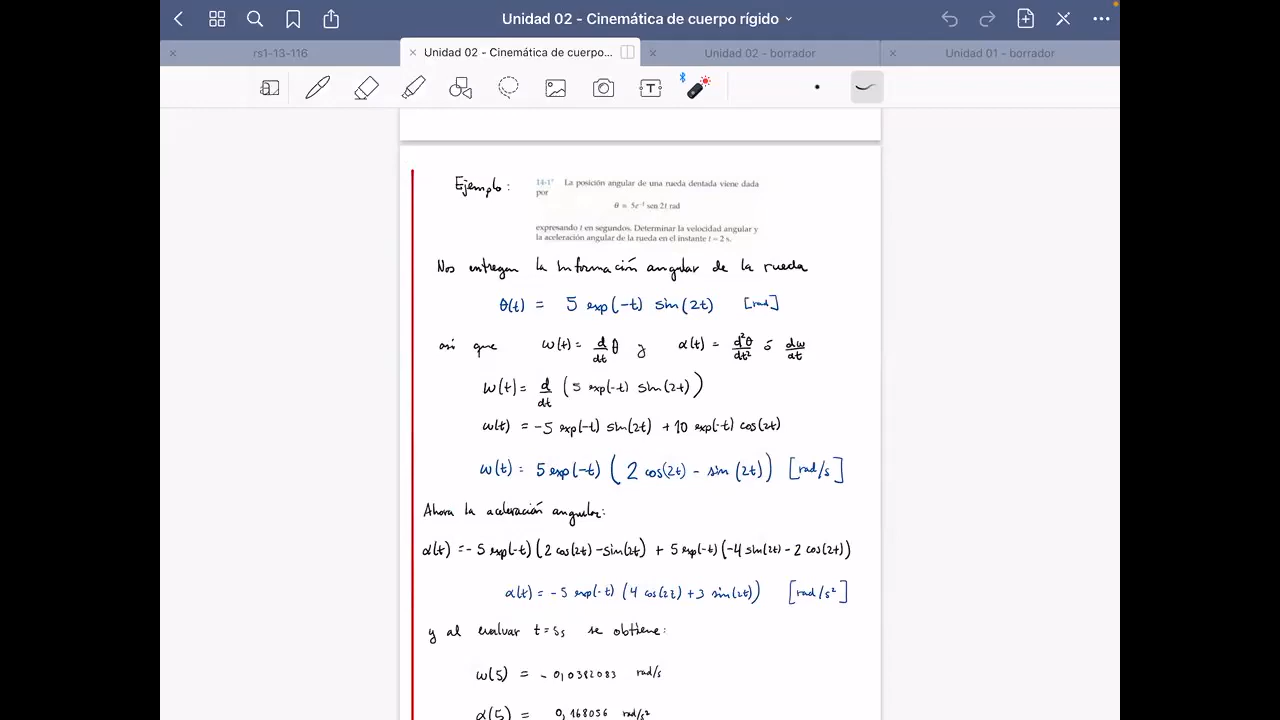 Unidad 02 - Cinemática de cuerpo rígido
rs1-13-116
Unidad 02 - Cinemática de cuerpo...
Unidad 02 - borrador
Unidad 01 - borrador
Ejemplo:
14-1* La posición angular de una rueda dentada viene dada
por
θ = 5e⁻ᵗ sen 2t rad
expresando t en segundos. Determinar la velocidad angular y
la aceleración angular de la rueda en el instante t = 2 s.
Nos entregan la información angular de la rueda
θ(t) = 5 exp(-t) sin(2t) [rad]
así que ω(t) = d/dt θ y α(t) = d²θ/dt² ó dω/dt
ω(t) = d/dt (5 exp(-t) sin(2t))
ω(t) = -5 exp(-t) sin(2t) + 10 exp(-t) cos(2t)
ω(t) = 5 exp(-t) (2 cos(2t) - sin(2t)) [rad/s]
Ahora la aceleración angular:
α(t) = -5 exp(-t)(2 cos(2t) - sin(2t) + 5 exp(-t)(-4 sin(2t) - 2 cos(2t))
α(t) = -5 exp(-t) (4 cos(2t) + 3 sin(2t)) [rad/s²]
y al evaluar t=5s se obtiene:
ω(5) = -0,0382083 rad/s
α(5) = 0,168056 rad/s²